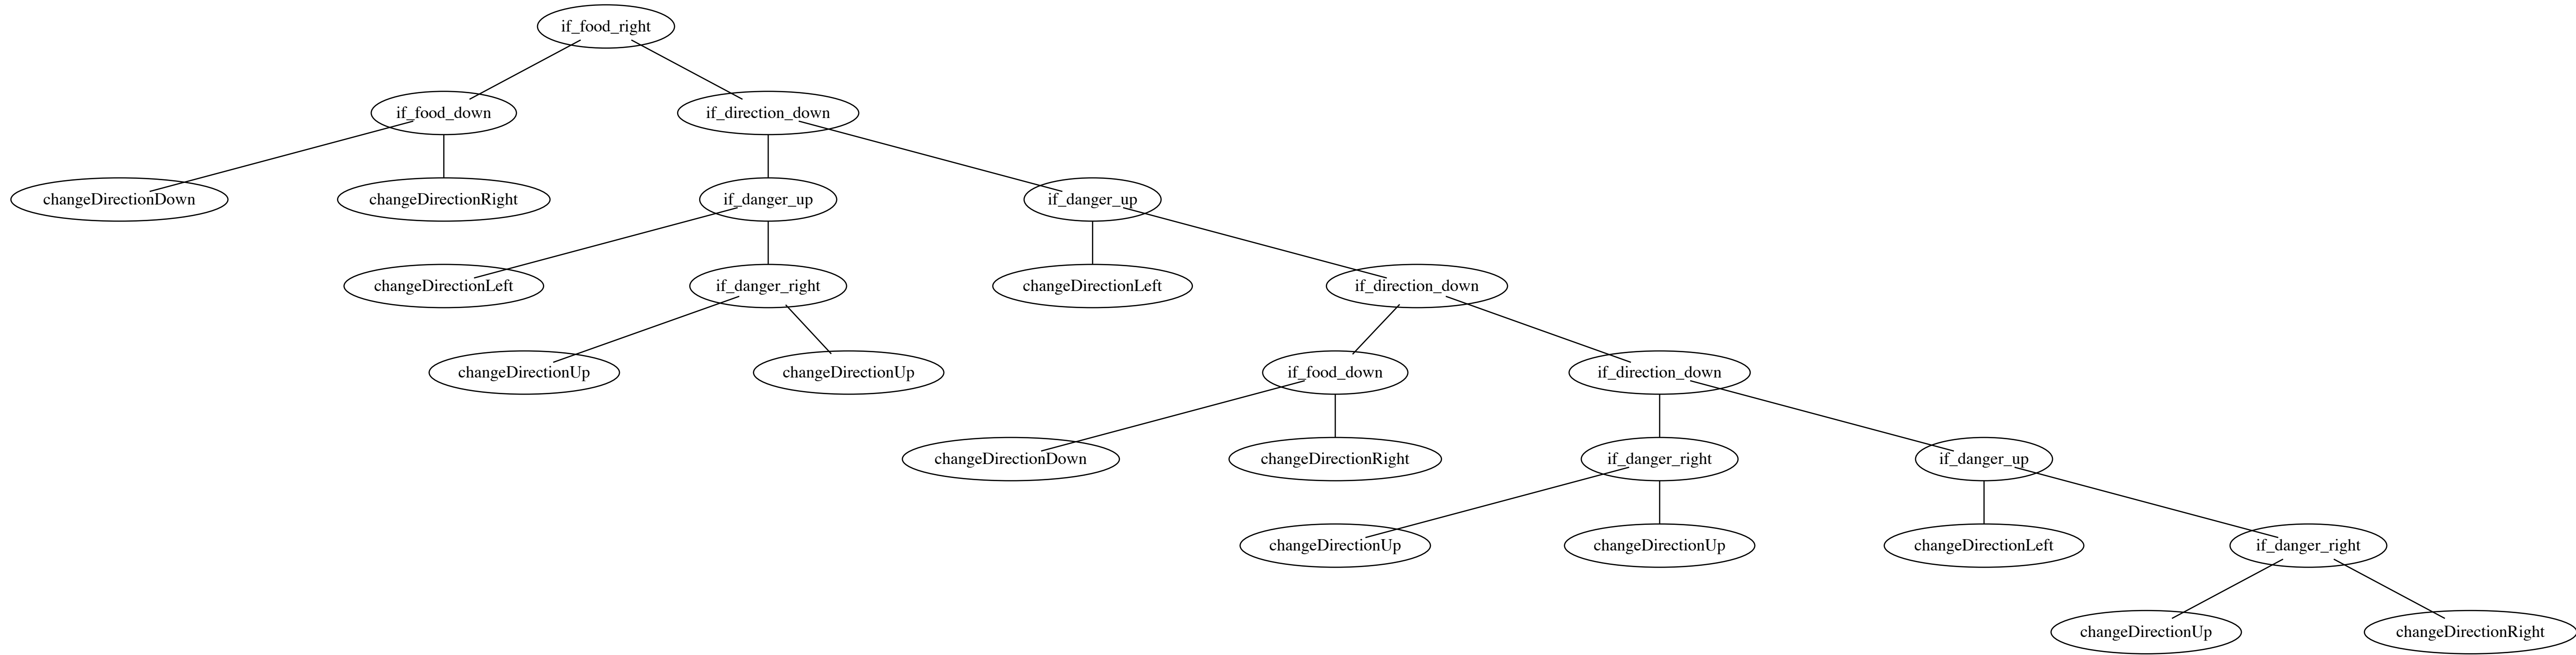 if_food_right
if_food_down
if_direction_down
changeDirectionDown
changeDirectionRight
if_danger_up
if_danger_up
changeDirectionLeft
if_danger_right
changeDirectionLeft
if_direction_down
changeDirectionUp
changeDirectionUp
if_food_down
if_direction_down
changeDirectionDown
changeDirectionRight
if_danger_right
if_danger_up
changeDirectionUp
changeDirectionUp
changeDirectionLeft
if_danger_right
changeDirectionUp
changeDirectionRight